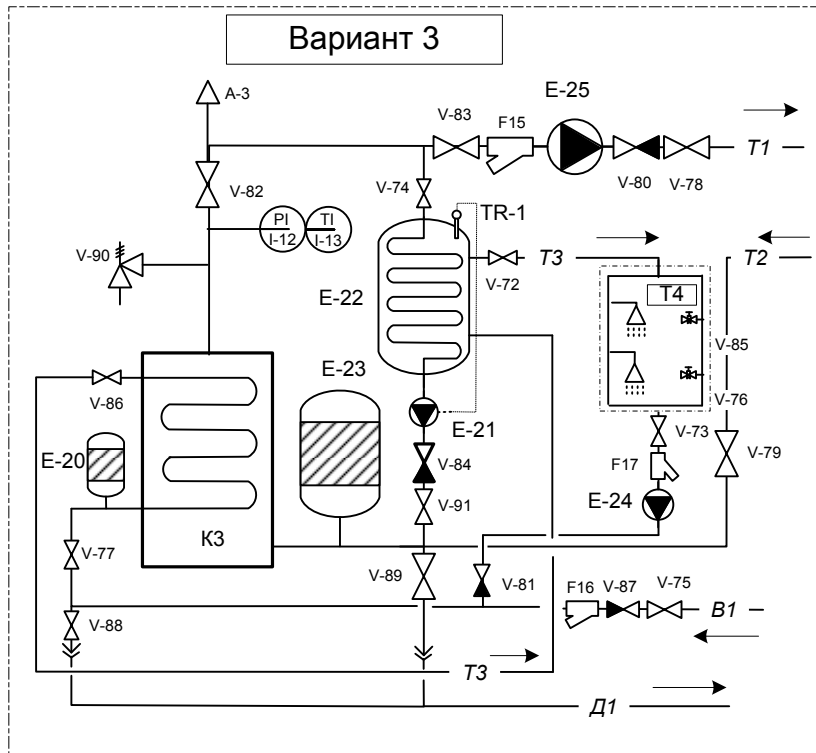 Вариант 3
А-3
E-25
V-83
F15
T1
V-82
V-74
V-80
V-78
TR-1
PI
I-12
TI
I-13
V-90
V-72
T3
T2
E-22
T4
E-23
V-85
V-86
V-76
E-21
V-73
E-20
V-84
F17
V-79
V-91
E-24
К3
V-77
V-89
V-81
F16
V-87
V-75
B1
V-88
T3
Д1